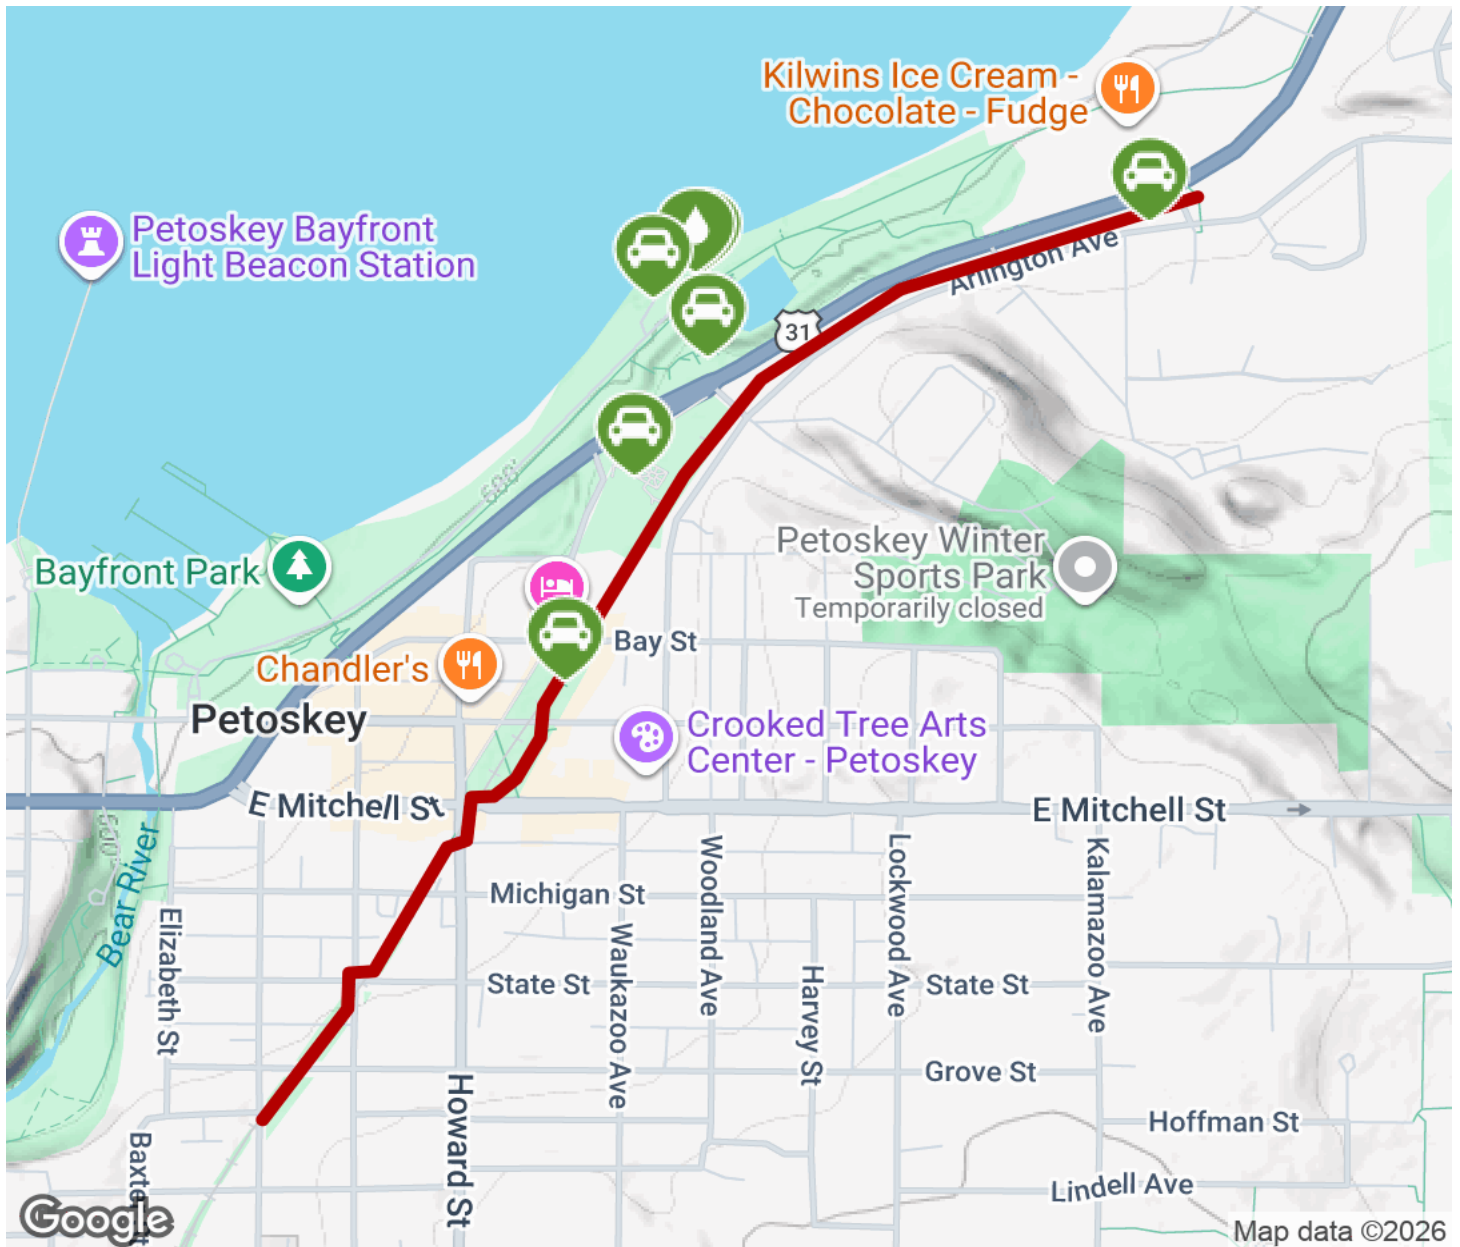 Kilwins Ice Cream -
Chocolate - Fudge
Petoskey Bayfront
Light Beacon Station
Arlington Ave
31
600'
Bayfront Park
Petoskey Winter
Sports Park
Temporarily closed
Bay St
Chandler's
Petoskey
Crooked Tree Arts
Center - Petoskey
E Mitchell St
E Mitchell St
600'
Bear River
Michigan St
Woodland Ave
Lockwood Ave
Kalamazoo Ave
Elizabeth St
Waukazoo Ave
State St
Harvey St
State St
Grove St
Howard St
Hoffman St
Lindell Ave
Google
Map data ©2026